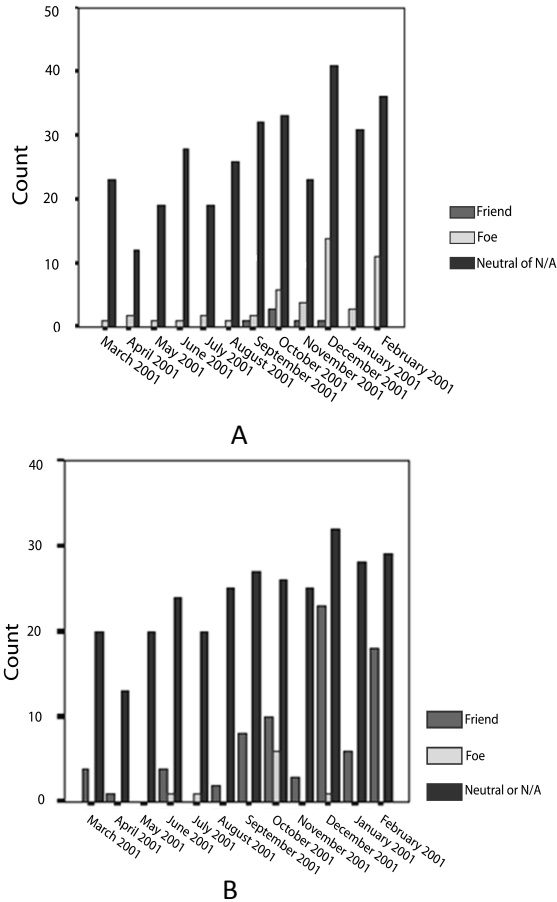 50
40
30
20
10
0
Count
Friend
Foe
Neutral of N/A
March 2001
April 2001
May 2001
June 2001
July 2001
August 2001
September 2001
October 2001
November 2001
December 2001
January 2001
February 2001
A
40
30
20
10
0
Count
Friend
Foe
Neutral or N/A
March 2001
April 2001
May 2001
June 2001
July 2001
August 2001
September 2001
October 2001
November 2001
December 2001
January 2001
February 2001
B